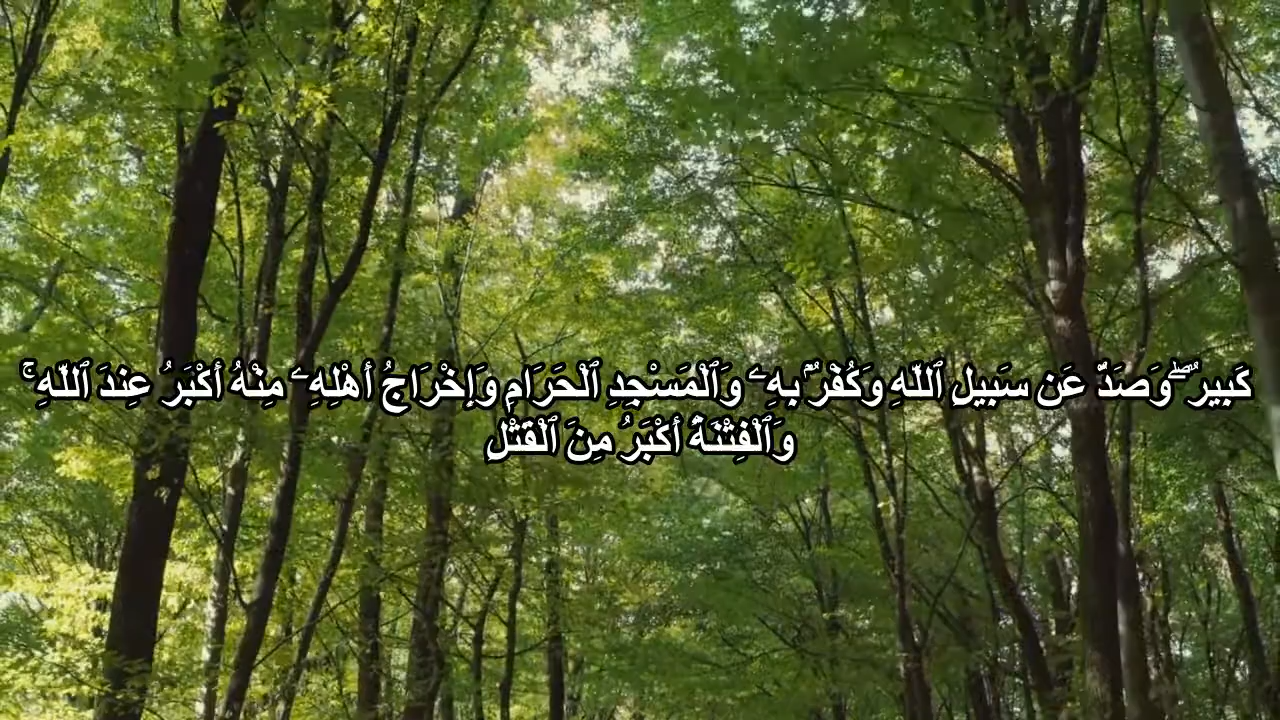 كَبِيرٌ ۖ وَصَدٌّ عَن سَبِيلِ ٱللَّهِ وَكُفْرٌۢ بِهِۦ وَٱلْمَسْجِدِ ٱلْحَرَامِ وَإِخْرَاجُ أَهْلِهِۦ مِنْهُ أَكْبَرُ عِندَ ٱللَّهِ ۚ
وَٱلْفِتْنَةُ أَكْبَرُ مِنَ ٱلْقَتْلِ